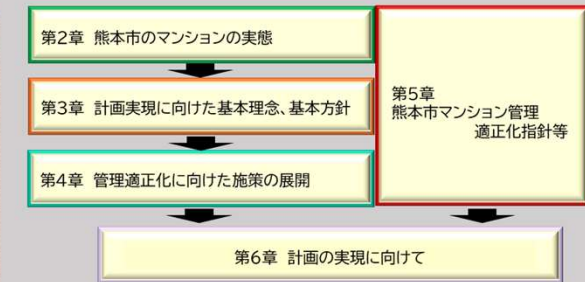 第2章 熊本市のマンションの実態
第3章 計画実現に向けた基本理念、基本方針
第4章 管理適正化に向けた施策の展開
第5章
熊本市マンション管理
適正化指針等
第6章 計画の実現に向けて